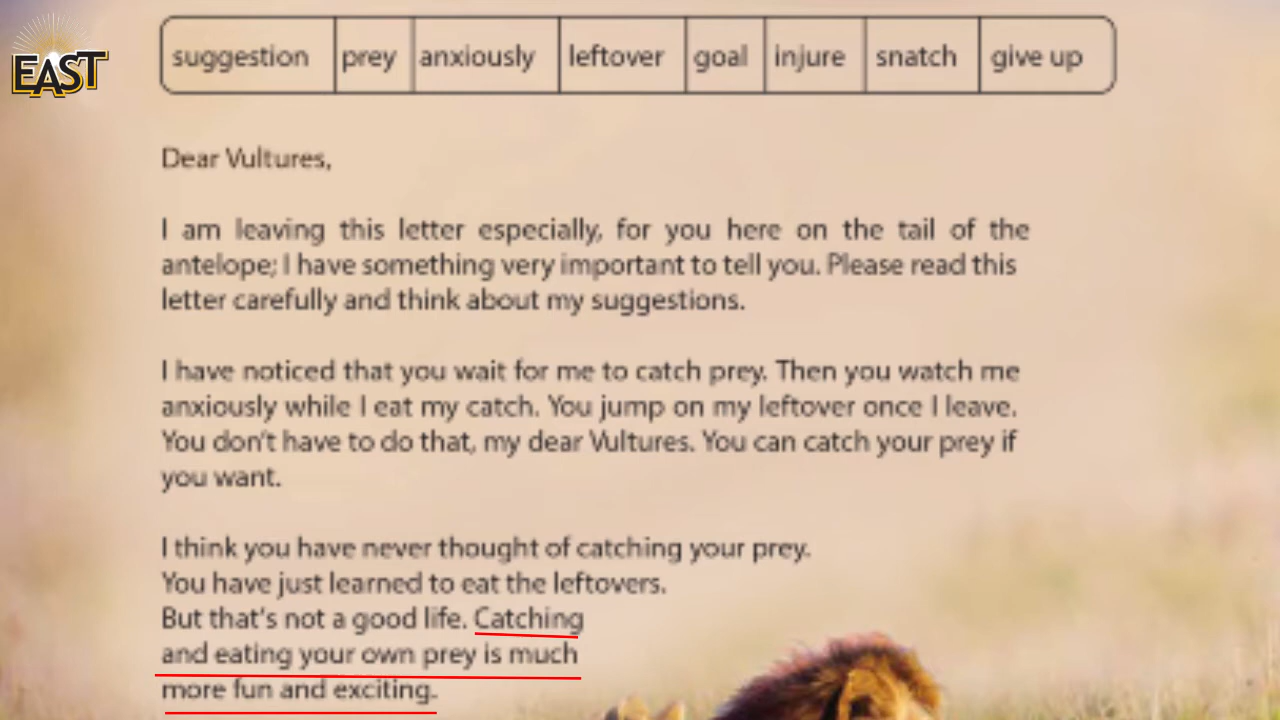 EAST
suggestion prey anxiously leftover goal injure snatch give up
Dear Vultures,
I am leaving this letter especially, for you here on the tail of the
antelope; I have something very important to tell you. Please read this
letter carefully and think about my suggestions.
I have noticed that you wait for me to catch prey. Then you watch me
anxiously while I eat my catch. You jump on my leftover once I leave.
You don't have to do that, my dear Vultures. You can catch your prey if
you want.
I think you have never thought of catching your prey.
You have just learned to eat the leftovers.
But that's not a good life. Catching
and eating your own prey is much
more fun and exciting.